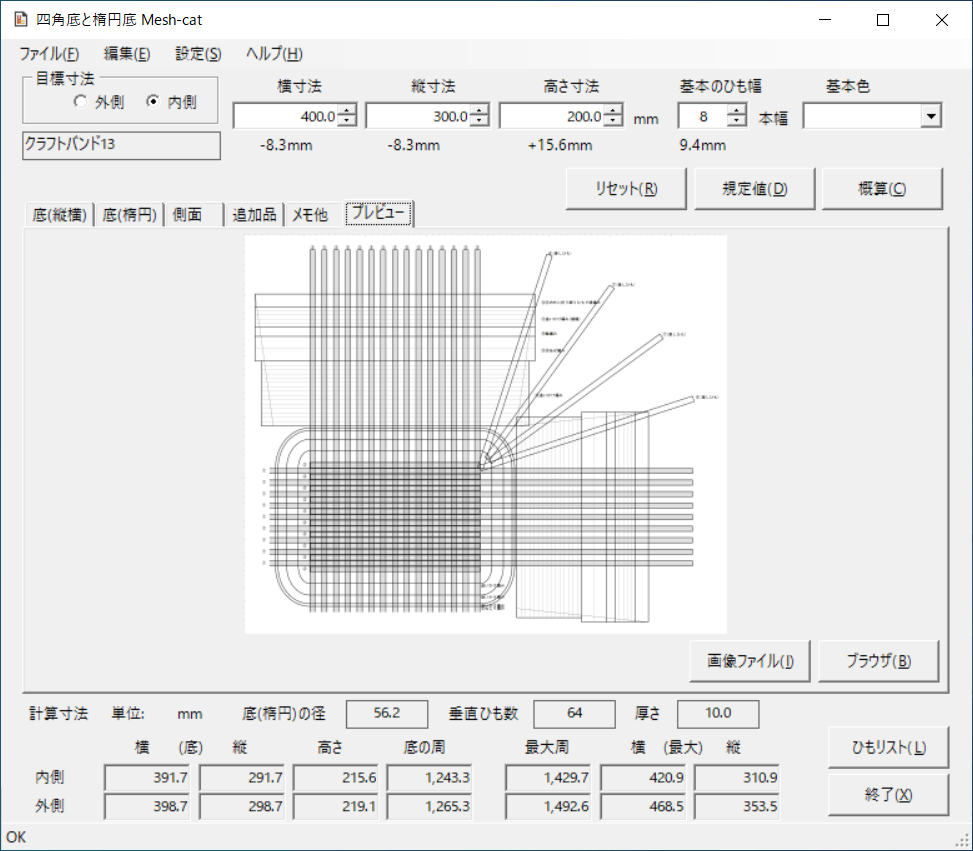 四角底と楕円底 Mesh-cat
ファイル(F) 編集(E) 設定(S) ヘルプ(H)
目標寸法 横寸法 縦寸法 高さ寸法 基本のひも幅 基本色
外側 内側
400.0 300.0 200.0 mm 8 本幅
クラフトバンド13 -8.3mm -8.3mm +15.6mm 9.4mm
リセット(R) 規定値(D) 概算(C)
底(縦横) 底(楕円) 側面 追加品 メモ他 プレビュー
画像ファイル(I) ブラウザ(B)
計算寸法 単位: mm 底(楕円)の径 56.2 垂直ひも数 64 厚さ 10.0
横 (底) 縦 高さ 底の周 最大周 横 (最大) 縦
ひもリスト(L)
内側 391.7 291.7 215.6 1,243.3 1,429.7 420.9 310.9
外側 398.7 298.7 219.1 1,265.3 1,492.6 468.5 353.5
終了(X)
OK